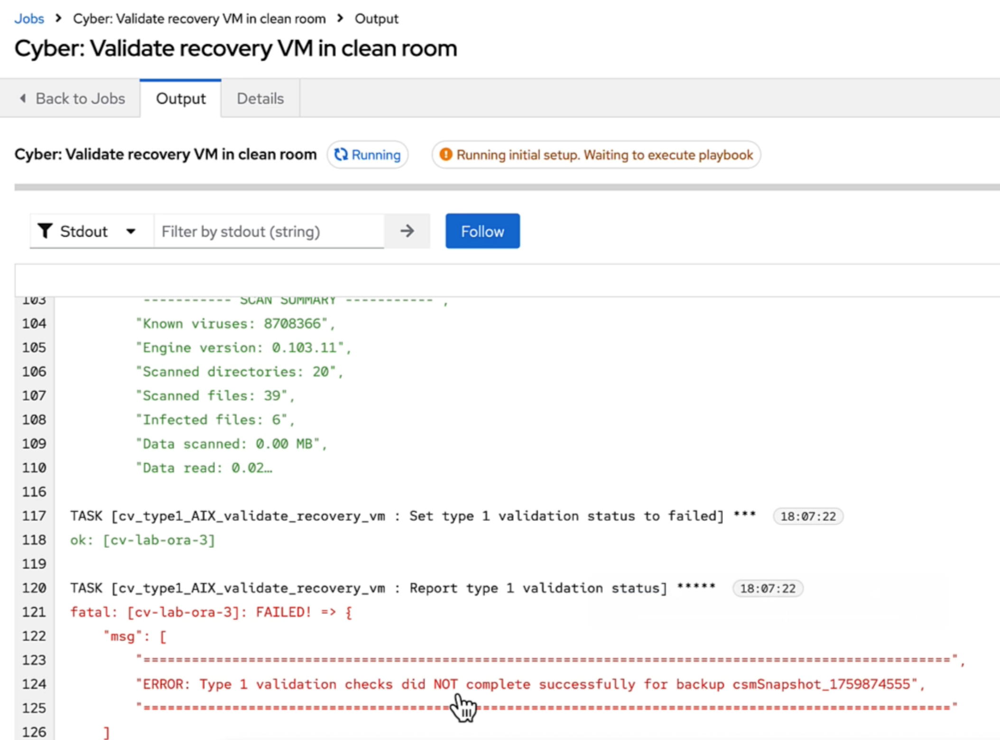 Jobs > Cyber: Validate recovery VM in clean room > Output
Cyber: Validate recovery VM in clean room
Back to Jobs Output Details
Cyber: Validate recovery VM in clean room Running Running initial setup. Waiting to execute playbook
Stdout Filter by stdout (string) → Follow
103 ----------- SCAN SUMMARY ----------- ,
104 "Known viruses: 8708366",
105 "Engine version: 0.103.11",
106 "Scanned directories: 20",
107 "Scanned files: 39",
108 "Infected files: 6",
109 "Data scanned: 0.00 MB",
110 "Data read: 0.02…
116
117 TASK [cv_type1_AIX_validate_recovery_vm : Set type 1 validation status to failed] *** 18:07:22
118 ok: [cv-lab-ora-3]
119
120 TASK [cv_type1_AIX_validate_recovery_vm : Report type 1 validation status] ***** 18:07:22
121 fatal: [cv-lab-ora-3]: FAILED! => {
122 "msg": [
123 "====================================================================================================",
124 "ERROR: Type 1 validation checks did NOT complete successfully for backup csmSnapshot_1759874555",
125 "===================================================================================================="
126 ]